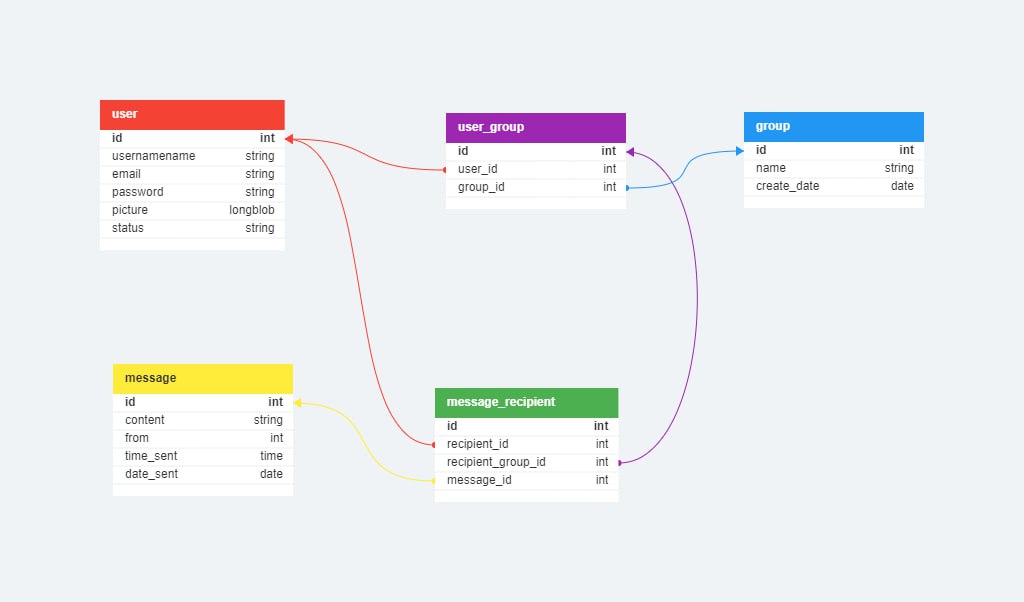 user
id int
usernamename string
email string
password string
picture longblob
status string
user_group
id int
user_id int
group_id int
group
id int
name string
create_date date
message
id int
content string
from int
time_sent time
date_sent date
message_recipient
id int
recipient_id int
recipient_group_id int
message_id int